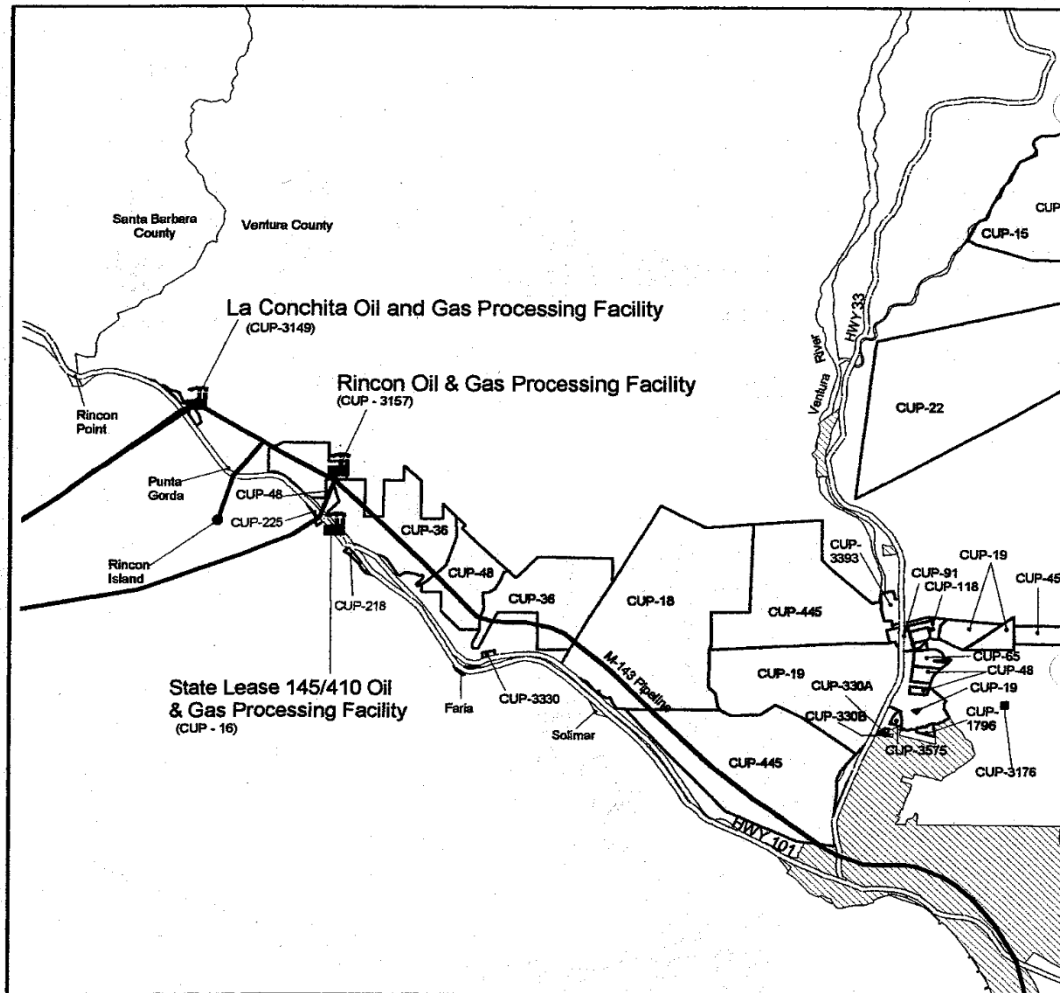 Santa Barbara
County
Ventura County
La Conchita Oil and Gas Processing Facility
(CUP-3149)
Rincon Oil & Gas Processing Facility
(CUP - 3157)
Rincon
Point
Punta
Gorda
CUP-48
CUP-225
Rincon
Island
CUP-218
State Lease 145/410 Oil
& Gas Processing Facility
(CUP - 16)
CUP-36
CUP-48
CUP-36
CUP-3330
Faria
Solimar
CUP-18
M-143 Pipeline
HWY 101
CUP-445
CUP-19
CUP-445
CUP-330A
CUP-330B
Ventura River
HWY 33
CUP-15
CUP
CUP-22
CUP-
3393
CUP-91
CUP-118
CUP-19
CUP-45
CUP-65
CUP-48
CUP-19
CUP-
1796
CUP-3575
CUP-3176